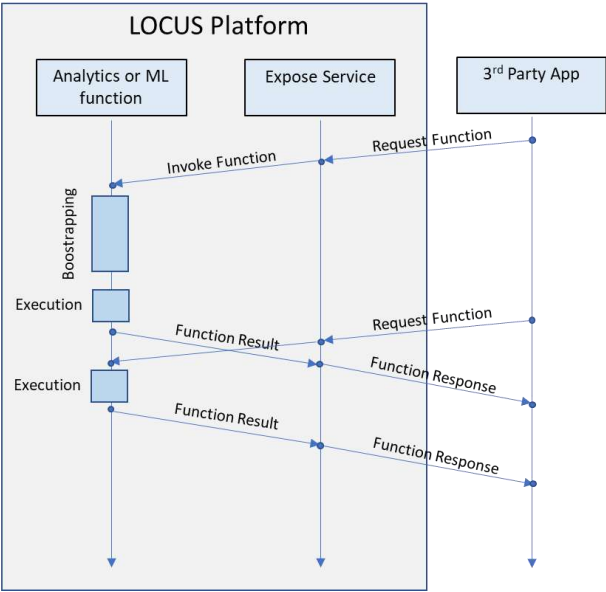 LOCUS Platform
Analytics or ML
function
Expose Service
3rd Party App
Request Function
Invoke Function
Boostrapping
Execution
Request Function
Function Result
Function Response
Execution
Function Result
Function Response